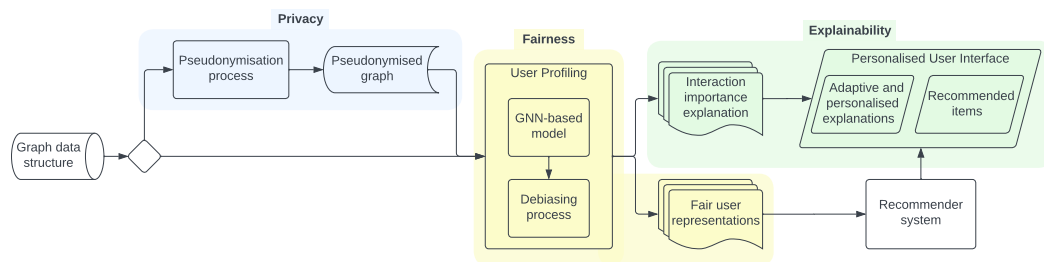 Privacy
Pseudonymisation
process
Pseudonymised
graph
Graph data
structure
Fairness
User Profiling
GNN-based
model
Debiasing
process
Explainability
Interaction
importance
explanation
Personalised User Interface
Adaptive and
personalised
explanations
Recommended
items
Fair user
representations
Recommender
system